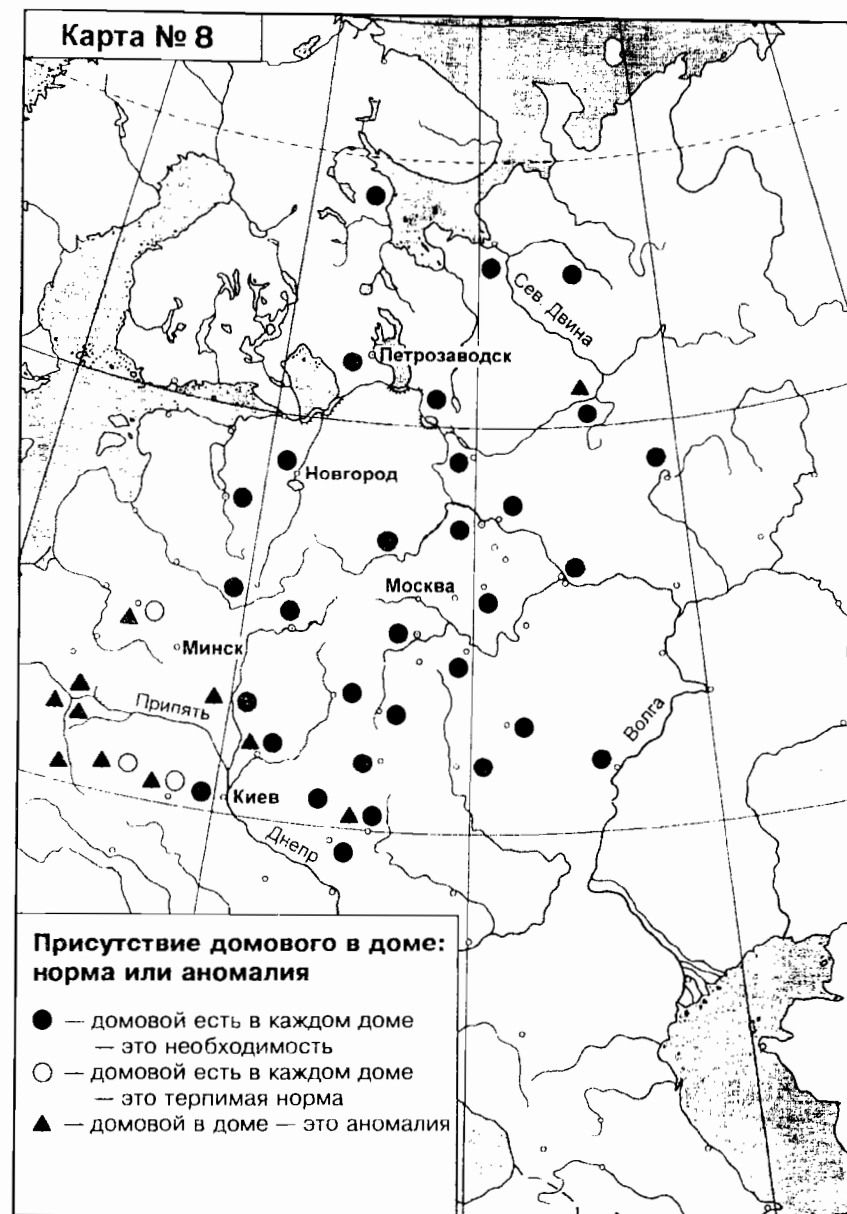 Карта № 8
Сев. Двина
Петрозаводск
Новгород
Москва
Минск
Припять
Волга
Киев
Днепр
Присутствие домового в доме:
норма или аномалия
— домовой есть в каждом доме
— это необходимость
— домовой есть в каждом доме
— это терпимая норма
— домовой в доме — это аномалия